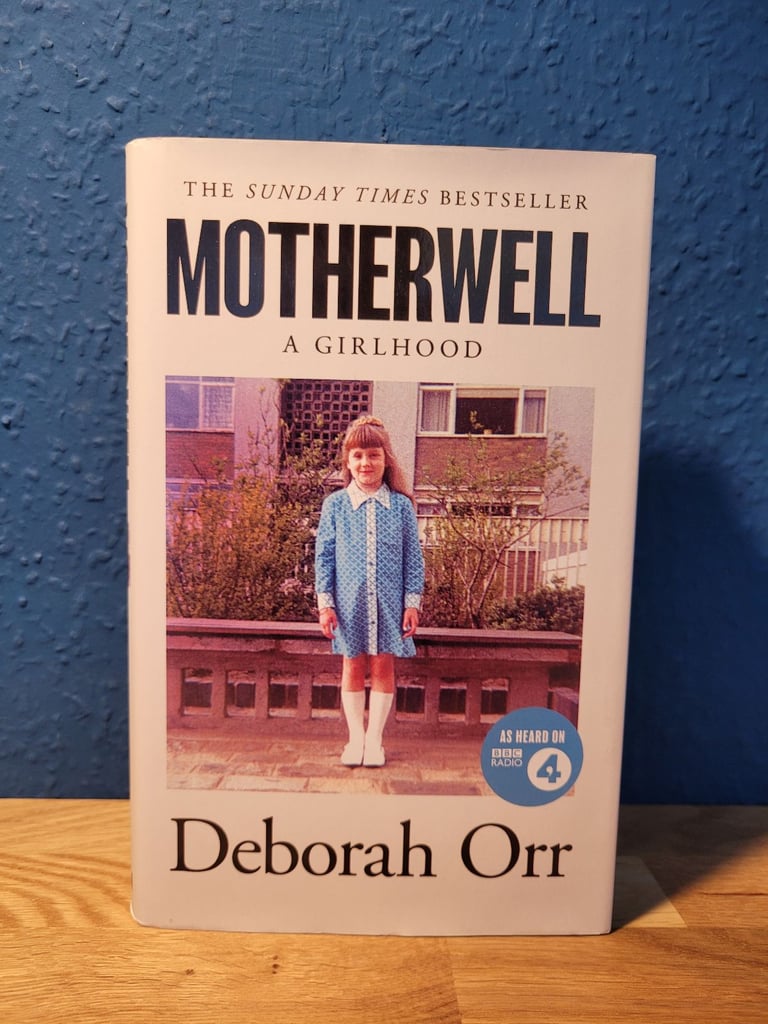 THE SUNDAY TIMES BESTSELLER
MOTHERWELL
A GIRLHOOD
AS HEARD ON
BBC
RADIO 4
Deborah Orr